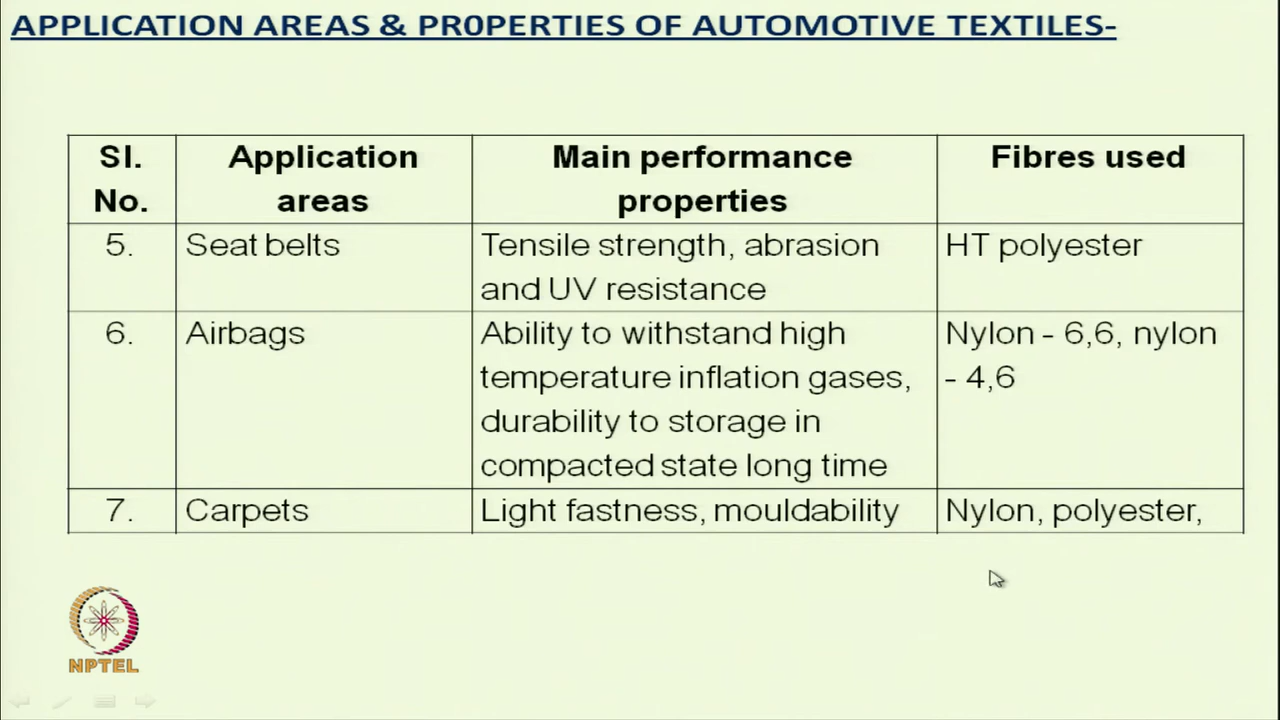 APPLICATION AREAS & PR0PERTIES OF AUTOMOTIVE TEXTILES-
Sl. No.
Application areas
Main performance properties
Fibres used
5.
Seat belts
Tensile strength, abrasion
and UV resistance
HT polyester
6.
Airbags
Ability to withstand high
temperature inflation gases,
durability to storage in
compacted state long time
Nylon - 6,6, nylon
- 4,6
7.
Carpets
Light fastness, mouldability
Nylon, polyester,
NPTEL